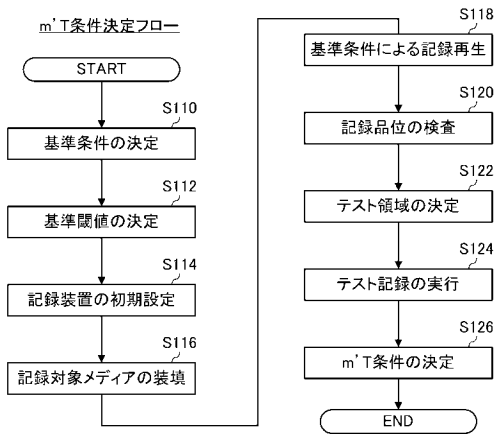 m'T条件決定フロー
START
S110
基準条件の決定
S112
基準閾値の決定
S114
記録装置の初期設定
S116
記録対象メディアの装填
S118
基準条件による記録再生
S120
記録品位の検査
S122
テスト領域の決定
S124
テスト記録の実行
S126
m'T条件の決定
END